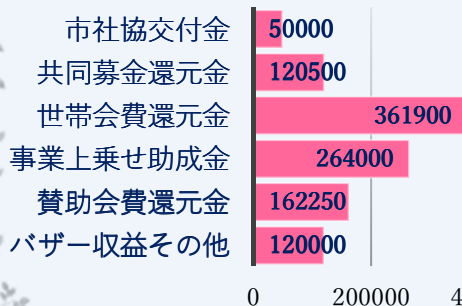 市社協交付金 50000
共同募金還元金 120500
世帯会費還元金 361900
事業上乗せ助成金 264000
賛助会費還元金 162250
バザー収益その他 120000
0 200000 4